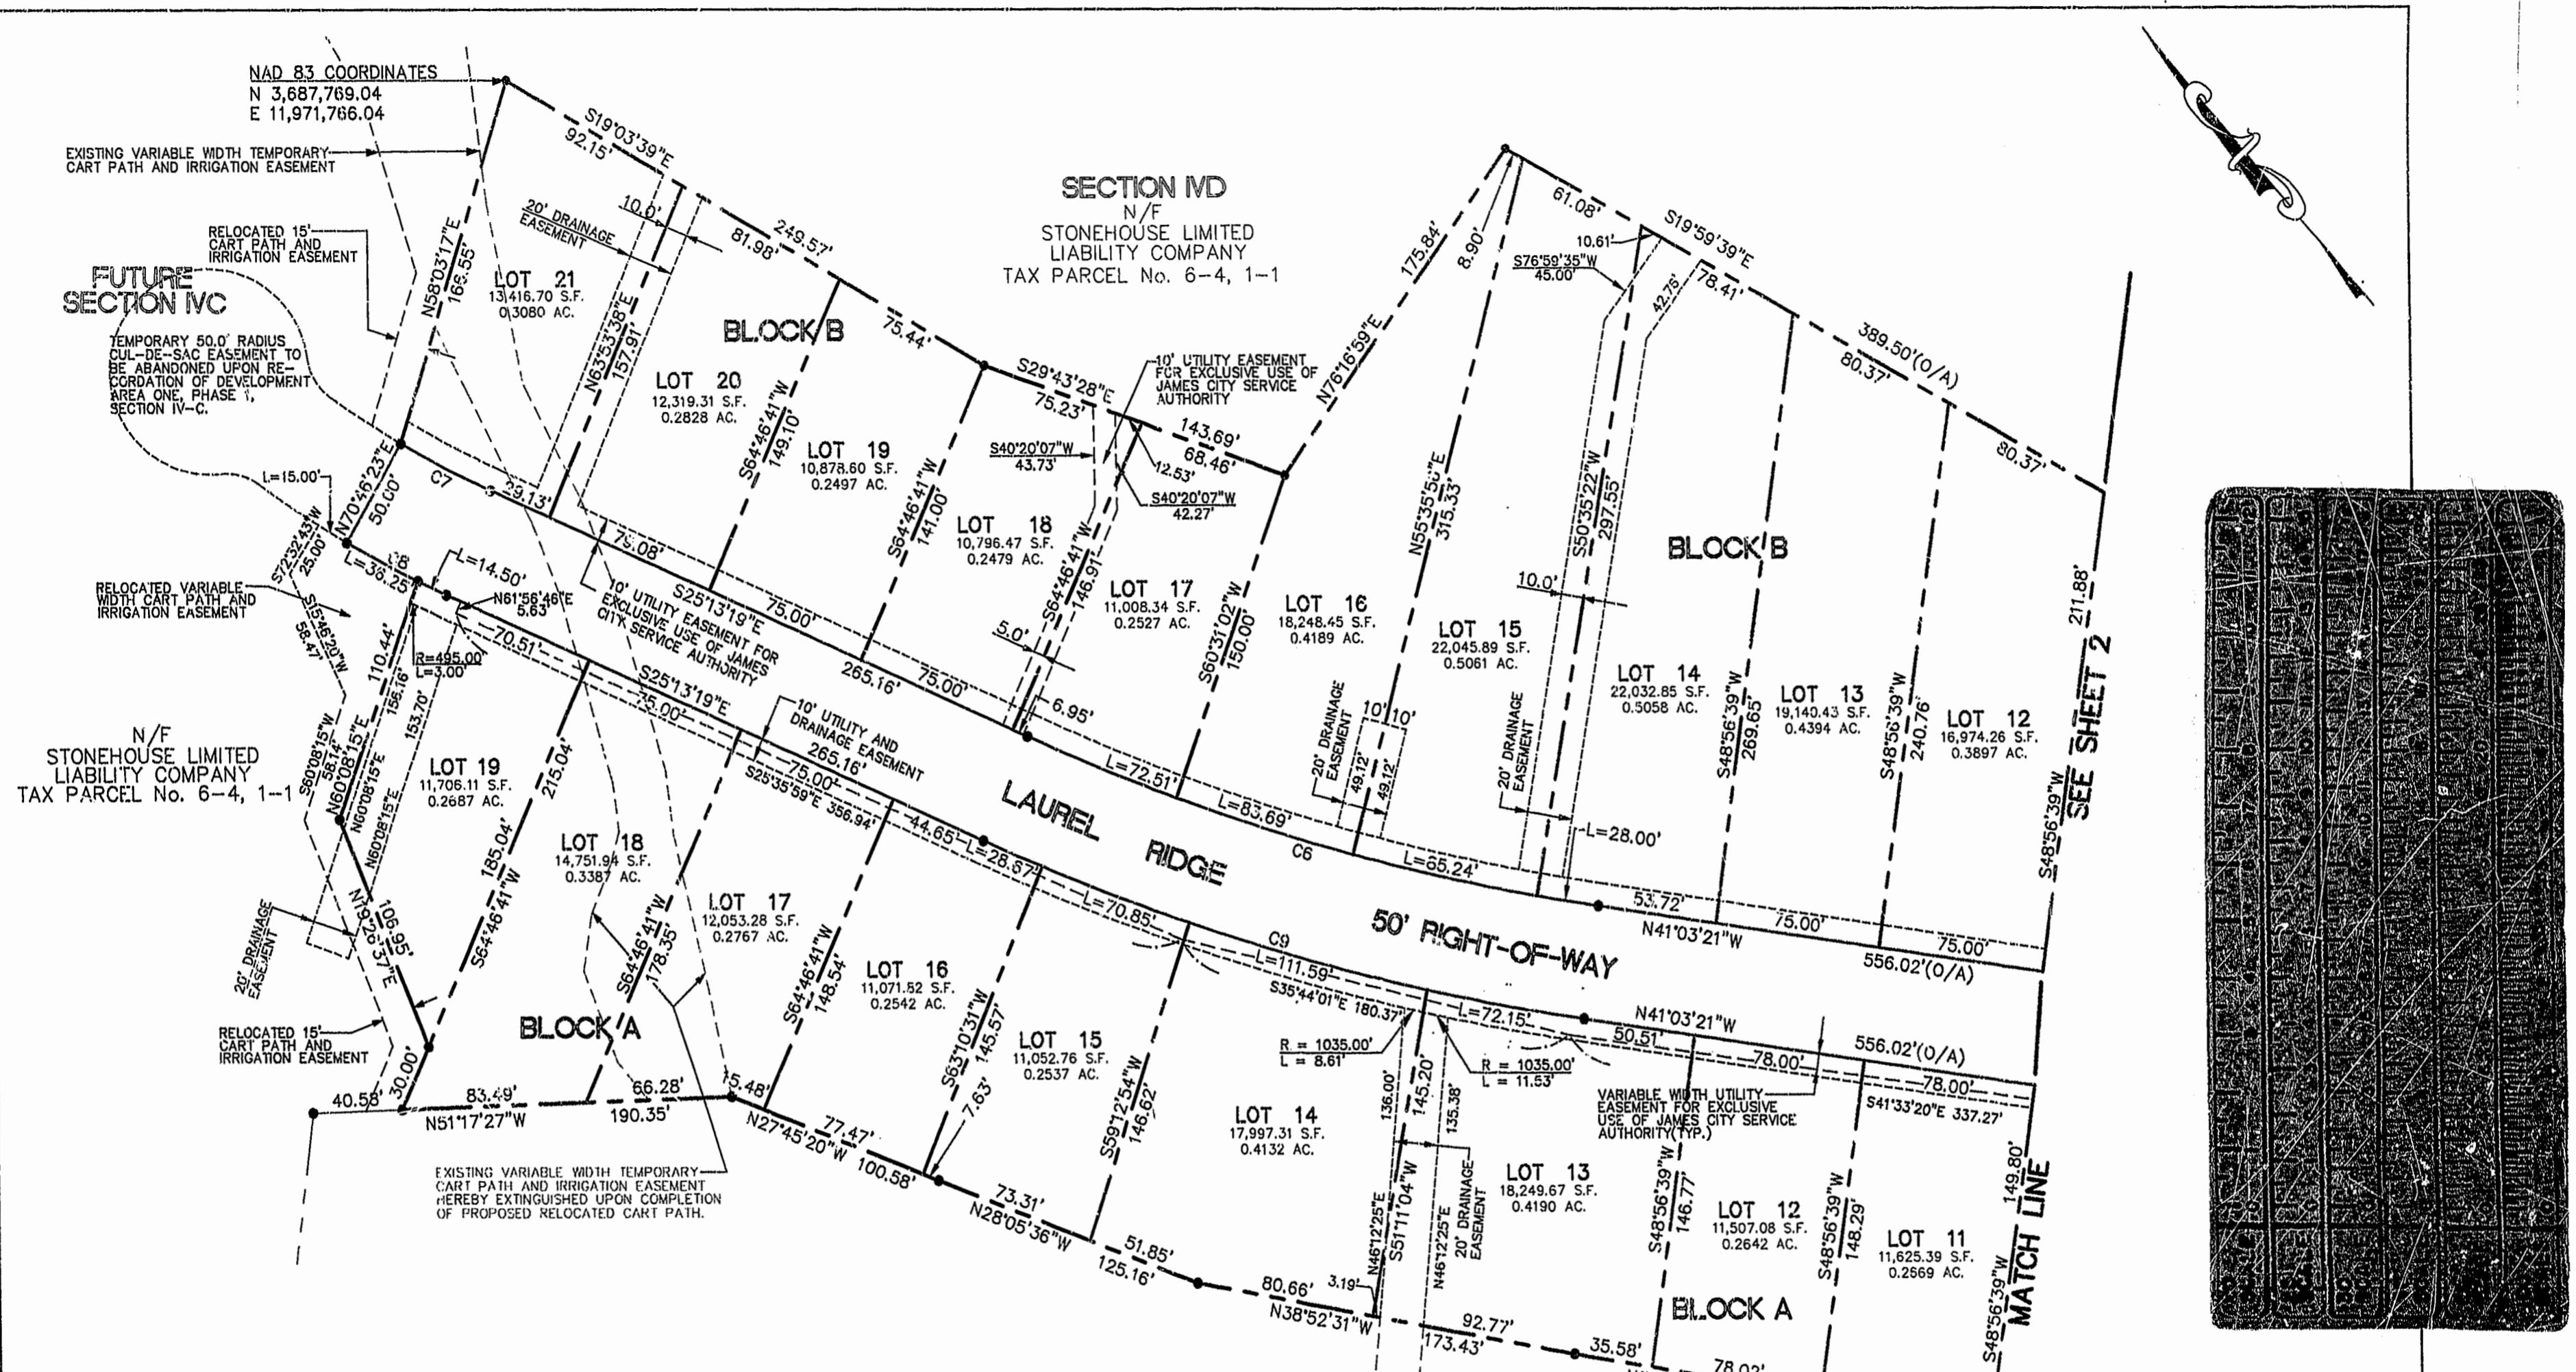 NAD 83 COORDINATES
N 3,687,769.04
E 11,971,766.04
EXISTING VARIABLE WIDTH TEMPORARY
CART PATH AND IRRIGATION EASEMENT
RELOCATED 15'
CART PATH AND
IRRIGATION EASEMENT
FUTURE
SECTION IVC
TEMPORARY 50.0' RADIUS
CUL-DE-SAC EASEMENT TO
BE ABANDONED UPON RE-
CORDATION OF DEVELOPMENT
AREA ONE, PHASE 1,
SECTION IV-C.
S19°03'39"E
92.15'
249.57'
81.98'
75.44'
N58°03'17"E
20' DRAINAGE
EASEMENT
10.0'
LOT 21
13,416.70 S.F.
0.3080 AC.
N63°53'38"E
157.91'
BLOCK B
LOT 20
12,319.31 S.F.
0.2828 AC.
S64°46'41"W
149.10'
LOT 19
10,878.60 S.F.
0.2497 AC.
S64°46'41"W
141.00'
S29°43'28"E
75.23'
143.69'
68.46'
12.53'
10' UTILITY EASEMENT
FOR EXCLUSIVE USE OF
JAMES CITY SERVICE
AUTHORITY
S40°20'07"W
43.73'
S40°20'07"W
42.27'
LOT 18
10,796.47 S.F.
0.2479 AC.
S64°46'41"W
146.91'
5.0'
6.95'
LOT 17
11,008.34 S.F.
0.2527 AC.
S60°31'02"W
150.00'
SECTION IVD
N/F
STONEHOUSE LIMITED
LIABILITY COMPANY
TAX PARCEL No. 6-4, 1-1
N76°16'59"E
175.84'
8.90'
61.08'
S19°59'39"E
10.61'
S76°59'35"W
45.00'
42.75'
78.41'
389.50'(O/A)
80.37'
80.37'
LOT 16
18,248.45 S.F.
0.4189 AC.
315.33'
LOT 15
22,045.89 S.F.
0.5061 AC.
S50°35'22"W
297.55'
10.0'
BLOCK B
LOT 14
22,032.85 S.F.
0.5058 AC.
S48°56'39"W
269.65'
LOT 13
19,140.43 S.F.
0.4394 AC.
S48°56'39"W
240.76'
LOT 12
16,974.26 S.F.
0.3897 AC.
S48°56'39"W
211.88'
SEE SHEET 2
20' DRAINAGE
EASEMENT
10' 10'
49.12'
49.12'
20' DRAINAGE
EASEMENT
L=28.00'
L=15.00'
N70°46'23"E
50.00'
C7
79.08'
S25°13'19"E
75.00'
265.16'
75.00'
10' UTILITY EASEMENT FOR
EXCLUSIVE USE OF JAMES
CITY SERVICE AUTHORITY
L=72.51'
L=83.69'
C6
L=65.24'
53.72'
N41°03'21"W
75.00'
556.02'(O/A)
75.00'
S72°32'43"W
25.00'
L=36.25'
L=14.50'
N61°56'46"E
5.63'
RELOCATED VARIABLE
WIDTH CART PATH AND
IRRIGATION EASEMENT
S15°46'20"W
58.47'
70.51'
R=495.00'
L=3.00'
110.44'
153.70'
S60°08'15"W
58.14'
N60°08'15"E
N60°08'15"E
N60°08'15"E
N/F
STONEHOUSE LIMITED
LIABILITY COMPANY
TAX PARCEL No. 6-4, 1-1
LOT 19
11,706.11 S.F.
0.2687 AC.
215.04'
185.04'
S64°46'41"W
S25°13'19"E
75.00'
10' UTILITY AND
DRAINAGE EASEMENT
265.16'
75.00'
S25°35'59"E 356.94'
44.65'
L=28.67'
L=70.85'
C9
L=111.59'
S35°44'01"E 180.37'
L=72.15'
LAUREL RIDGE
50' RIGHT-OF-WAY
N41°03'21"W
50.51'
78.00'
556.02'(O/A)
78.00'
S41°33'20"E 337.27'
LOT 18
14,751.94 S.F.
0.3387 AC.
S64°46'41"W
178.35'
LOT 17
12,053.28 S.F.
0.2767 AC.
S64°46'41"W
148.54'
LOT 16
11,071.52 S.F.
0.2542 AC.
S63°10'31"W
145.57'
7.63'
LOT 15
11,052.76 S.F.
0.2537 AC.
S59°12'54"W
146.62'
LOT 14
17,997.31 S.F.
0.4132 AC.
R = 1035.00'
L = 8.61'
R = 1035.00'
L = 11.53'
136.00'
145.20'
135.38'
N46°12'25"E
S51°11'04"W
N46°12'25"E
20' DRAINAGE
EASEMENT
LOT 13
18,249.67 S.F.
0.4190 AC.
VARIABLE WIDTH UTILITY
EASEMENT FOR EXCLUSIVE
USE OF JAMES CITY SERVICE
AUTHORITY(TYP.)
S48°56'39"W
146.77'
LOT 12
11,507.08 S.F.
0.2642 AC.
S48°56'39"W
148.29'
LOT 11
11,625.39 S.F.
0.2669 AC.
149.80'
S48°56'39"W
MATCH LINE
BLOCK A
20' DRAINAGE
EASEMENT
106.95'
N19°26'37"E
RELOCATED 15'
CART PATH AND
IRRIGATION EASEMENT
BLOCK A
40.58'
30.00'
83.49'
N51°17'27"W
66.28'
190.35'
15.48'
77.47'
N27°45'20"W
100.58'
73.31'
N28°05'36"W
51.85'
125.16'
80.66'
3.19'
N38°52'31"W
92.77'
173.43'
35.58'
78.02'
EXISTING VARIABLE WIDTH TEMPORARY
CART PATH AND IRRIGATION EASEMENT
HEREBY EXTINGUISHED UPON COMPLETION
OF PROPOSED RELOCATED CART PATH.